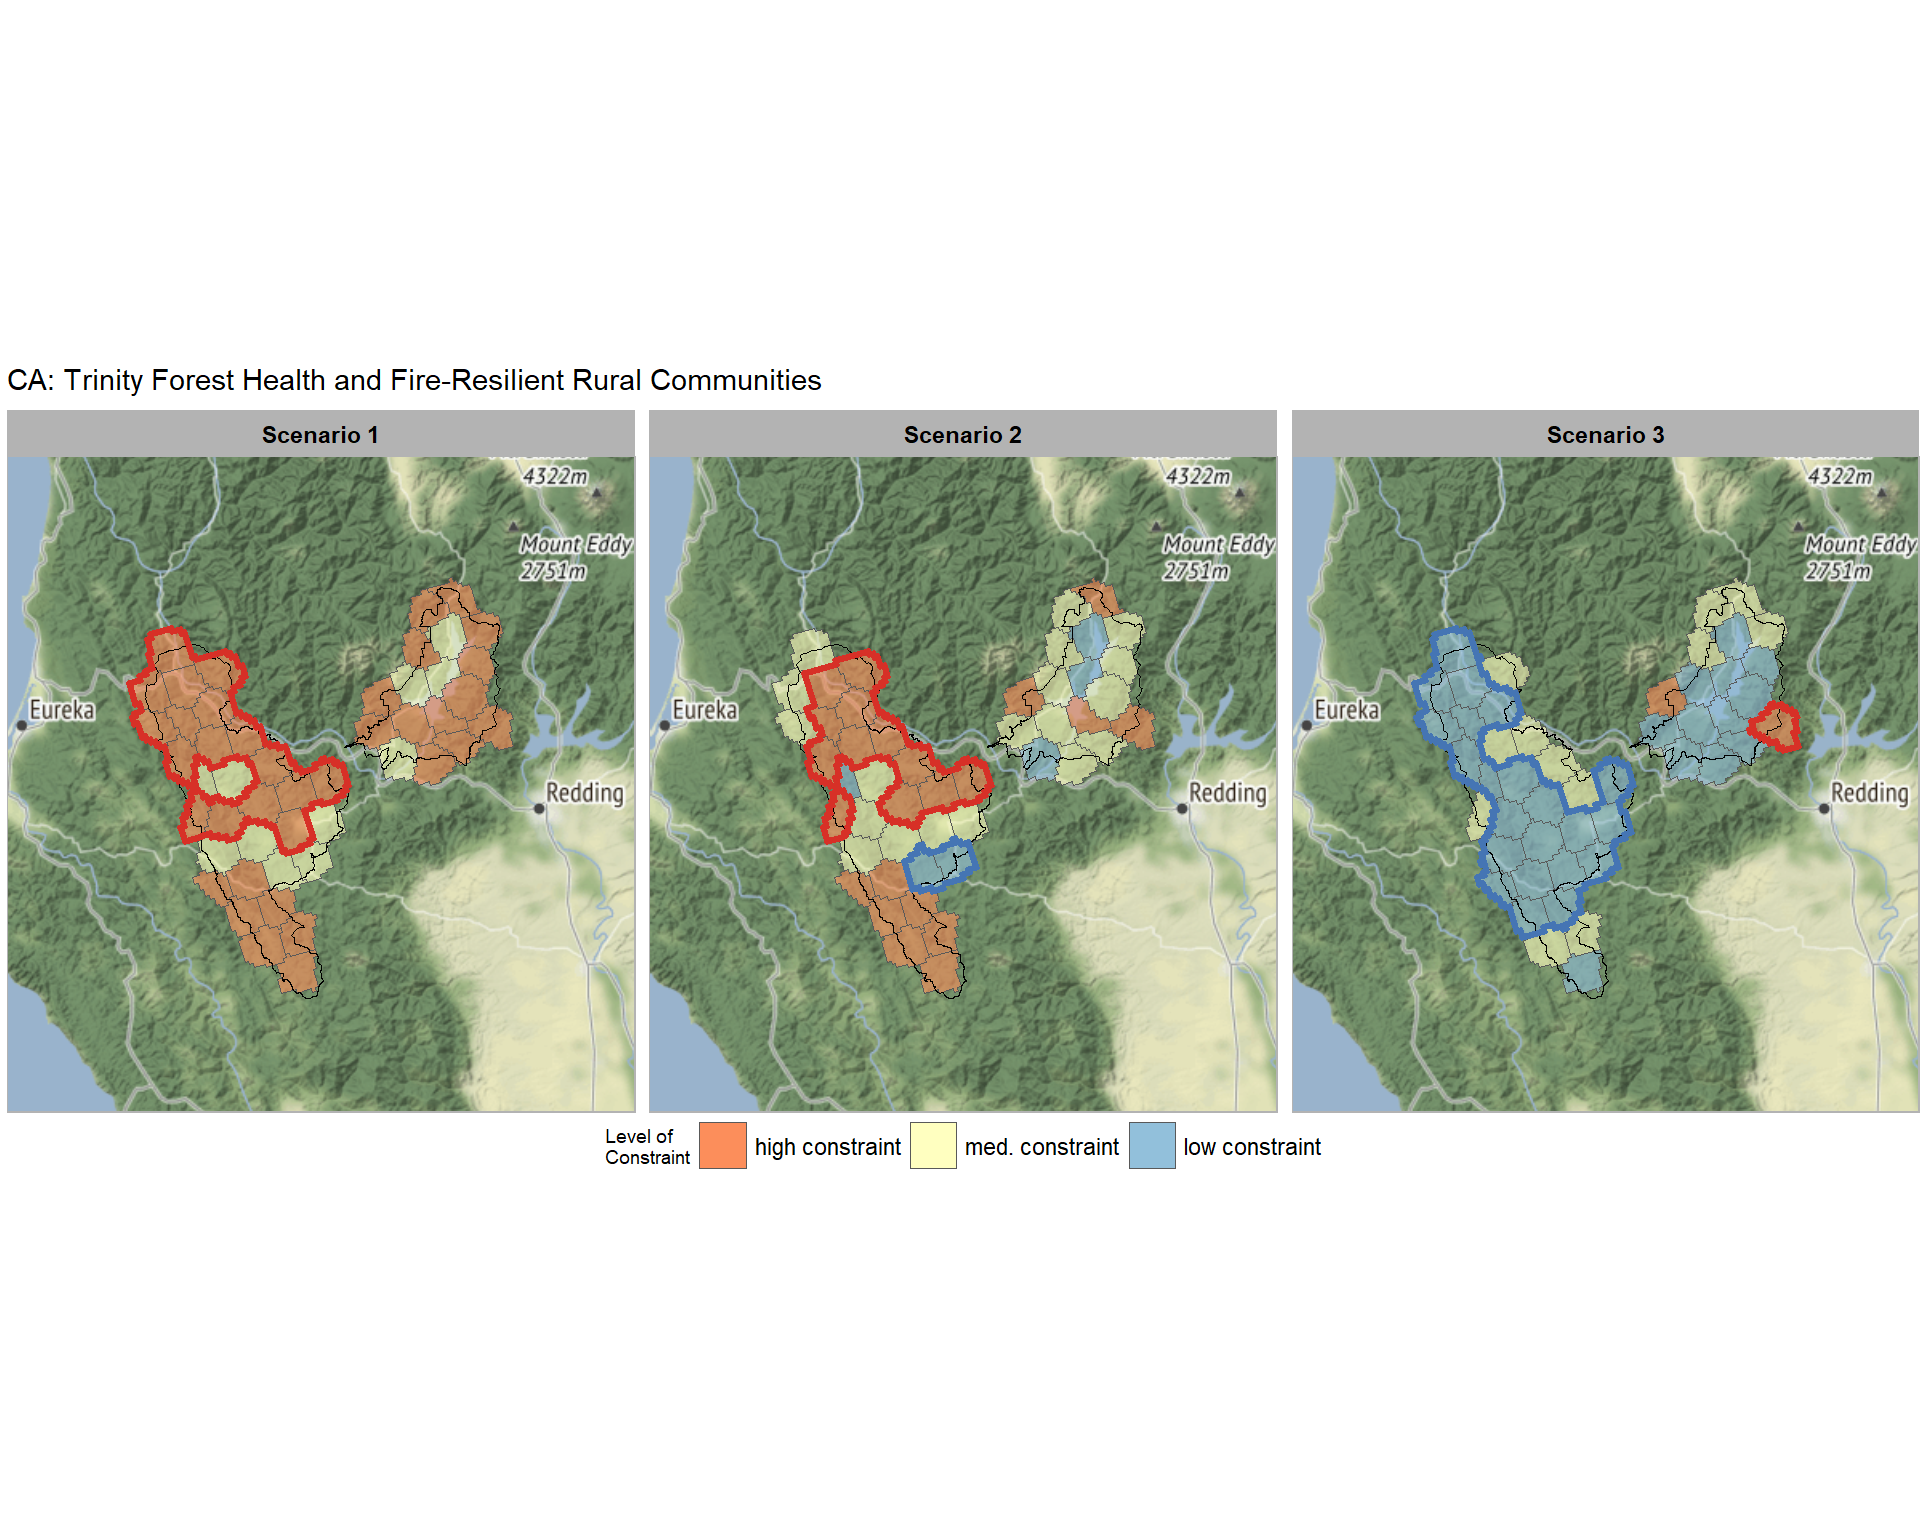 CA: Trinity Forest Health and Fire-Resilient Rural Communities
Scenario 1
Scenario 2
Scenario 3
4322m
Mount Eddy
2751m
Eureka
Redding
4322m
Mount Eddy
2751m
Eureka
Redding
4322m
Mount Eddy
2751m
Eureka
Redding
Level of
Constraint
high constraint
med. constraint
low constraint